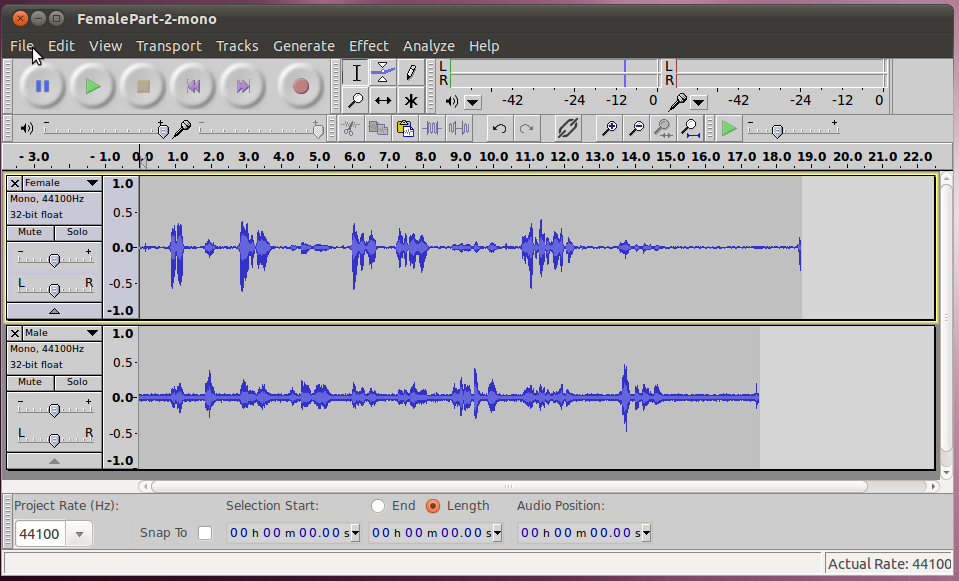 FemalePart-2-mono
File Edit View Transport Tracks Generate Effect Analyze Help
L
R
-42 -24 -12 0
L
R
-42 -24 -12 0
- 3.0 - 1.0 0.0 1.0 2.0 3.0 4.0 5.0 6.0 7.0 8.0 9.0 10.0 11.0 12.0 13.0 14.0 15.0 16.0 17.0 18.0 19.0 20.0 21.0 22.0
Female
Mono, 44100Hz
32-bit float
Mute Solo
- +
L R
1.0
0.5-
0.0-
-0.5-
-1.0
Male
Mono, 44100Hz
32-bit float
Mute Solo
- +
L R
1.0
0.5-
0.0-
-0.5-
-1.0
Project Rate (Hz):
44100
Snap To
Selection Start:
00 h 00 m 00.00 s
End Length
00 h 00 m 00.00 s
Audio Position:
00 h 00 m 00.00 s
Actual Rate: 44100